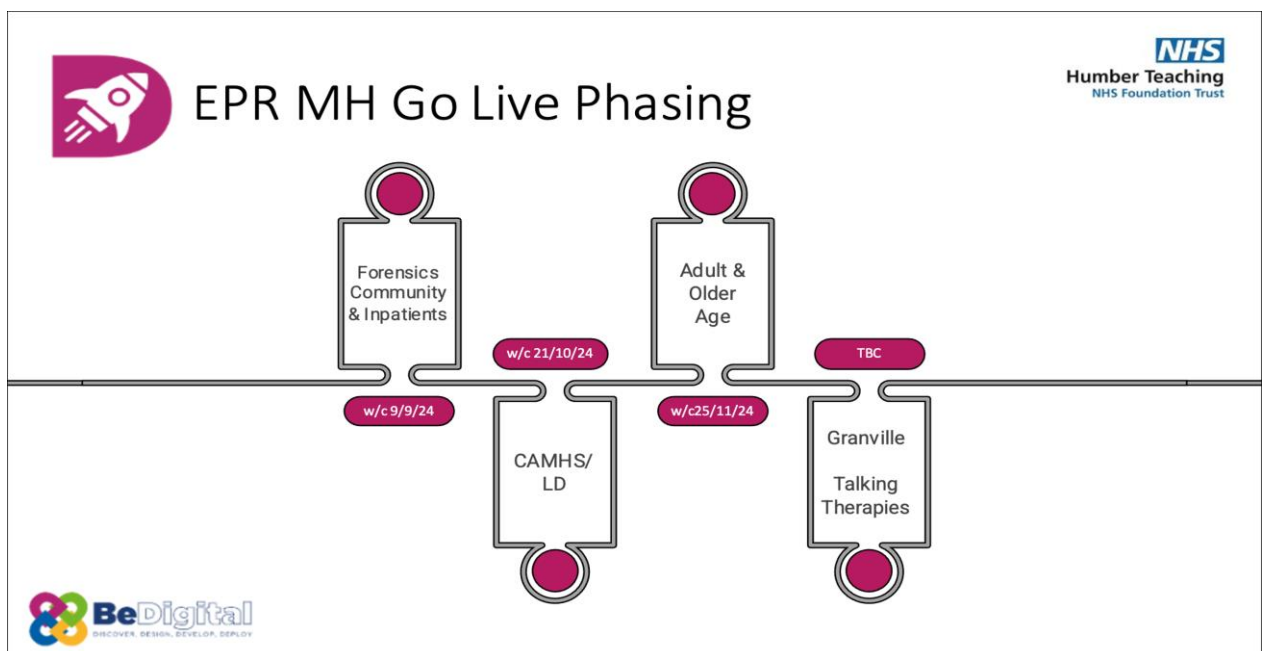 EPR MH Go Live Phasing
NHS
Humber Teaching
NHS Foundation Trust
Forensics
Community
& Inpatients
w/c 9/9/24
w/c 21/10/24
CAMHS/
LD
Adult &
Older
Age
w/c25/11/24
TBC
Granville
Talking
Therapies
BeDigital
DISCOVER, DESIGN, DEVELOP, DEPLOY